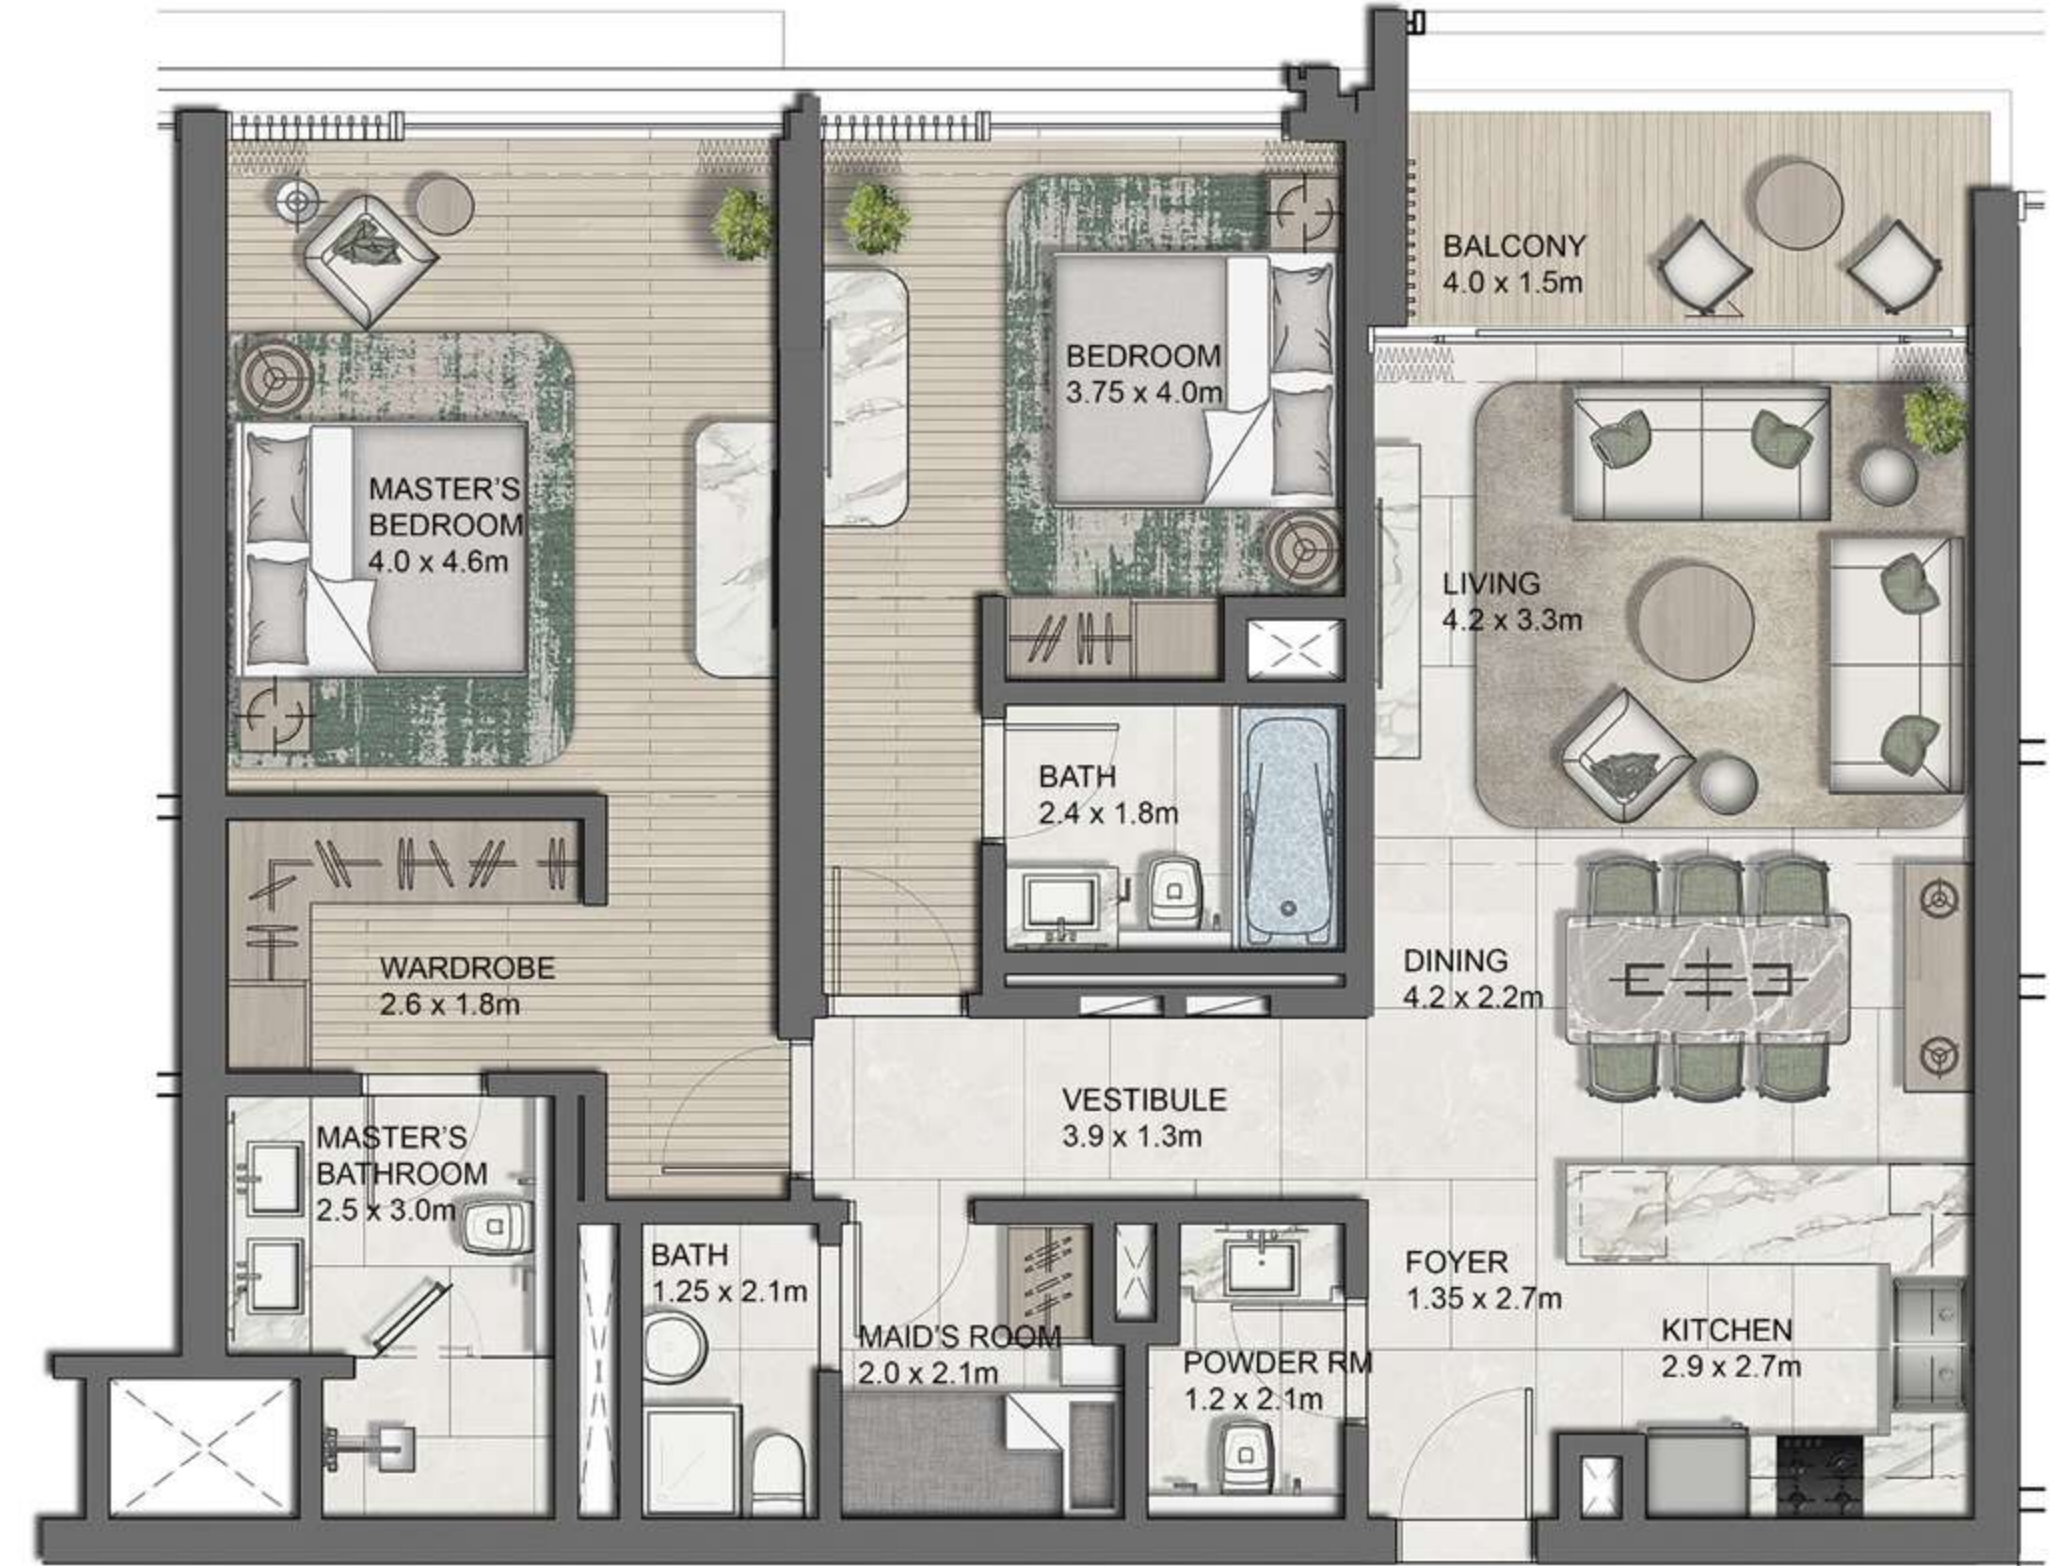 BALCONY
4.0 x 1.5m
BEDROOM
3.75 x 4.0m
MASTER'S
BEDROOM
4.0 x 4.6m
LIVING
4.2 x 3.3m
BATH
2.4 x 1.8m
WARDROBE
2.6 x 1.8m
DINING
4.2 x 2.2m
VESTIBULE
3.9 x 1.3m
MASTER'S
BATHROOM
2.5 x 3.0m
BATH
1.25 x 2.1m
FOYER
1.35 x 2.7m
MAID'S ROOM
2.0 x 2.1m
POWDER RM
1.2 x 2.1m
KITCHEN
2.9 x 2.7m